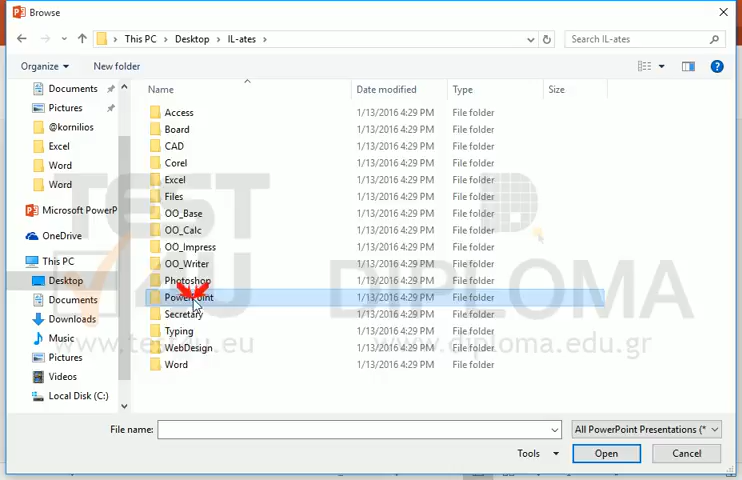 Browse
This PC > Desktop > IL-ates >
Search IL-ates
Organize
New folder
Name
Date modified
Type
Size
Documents
Pictures
@kornilios
Excel
Word
Word
Microsoft PowerP
OneDrive
This PC
Desktop
Documents
Downloads
Music
Pictures
Videos
Local Disk (C:)
Access 1/13/2016 4:29 PM File folder
Board 1/13/2016 4:29 PM File folder
CAD 1/13/2016 4:29 PM File folder
Corel 1/13/2016 4:29 PM File folder
Excel 1/13/2016 4:29 PM File folder
Files 1/13/2016 4:29 PM File folder
OO_Base 1/13/2016 4:29 PM File folder
OO_Calc 1/13/2016 4:29 PM File folder
OO_Impress 1/13/2016 4:29 PM File folder
OO_Writer 1/13/2016 4:29 PM File folder
Photoshop 1/13/2016 4:29 PM File folder
PowerPoint 1/13/2016 4:29 PM File folder
Secretary 1/13/2016 4:29 PM File folder
Typing 1/13/2016 4:29 PM File folder
WebDesign 1/13/2016 4:29 PM File folder
Word 1/13/2016 4:29 PM File folder
TEST
4U
DIPLOMA
www.test4u.eu
www.diploma.edu.gr
File name:
All PowerPoint Presentations (*
Tools
Open
Cancel